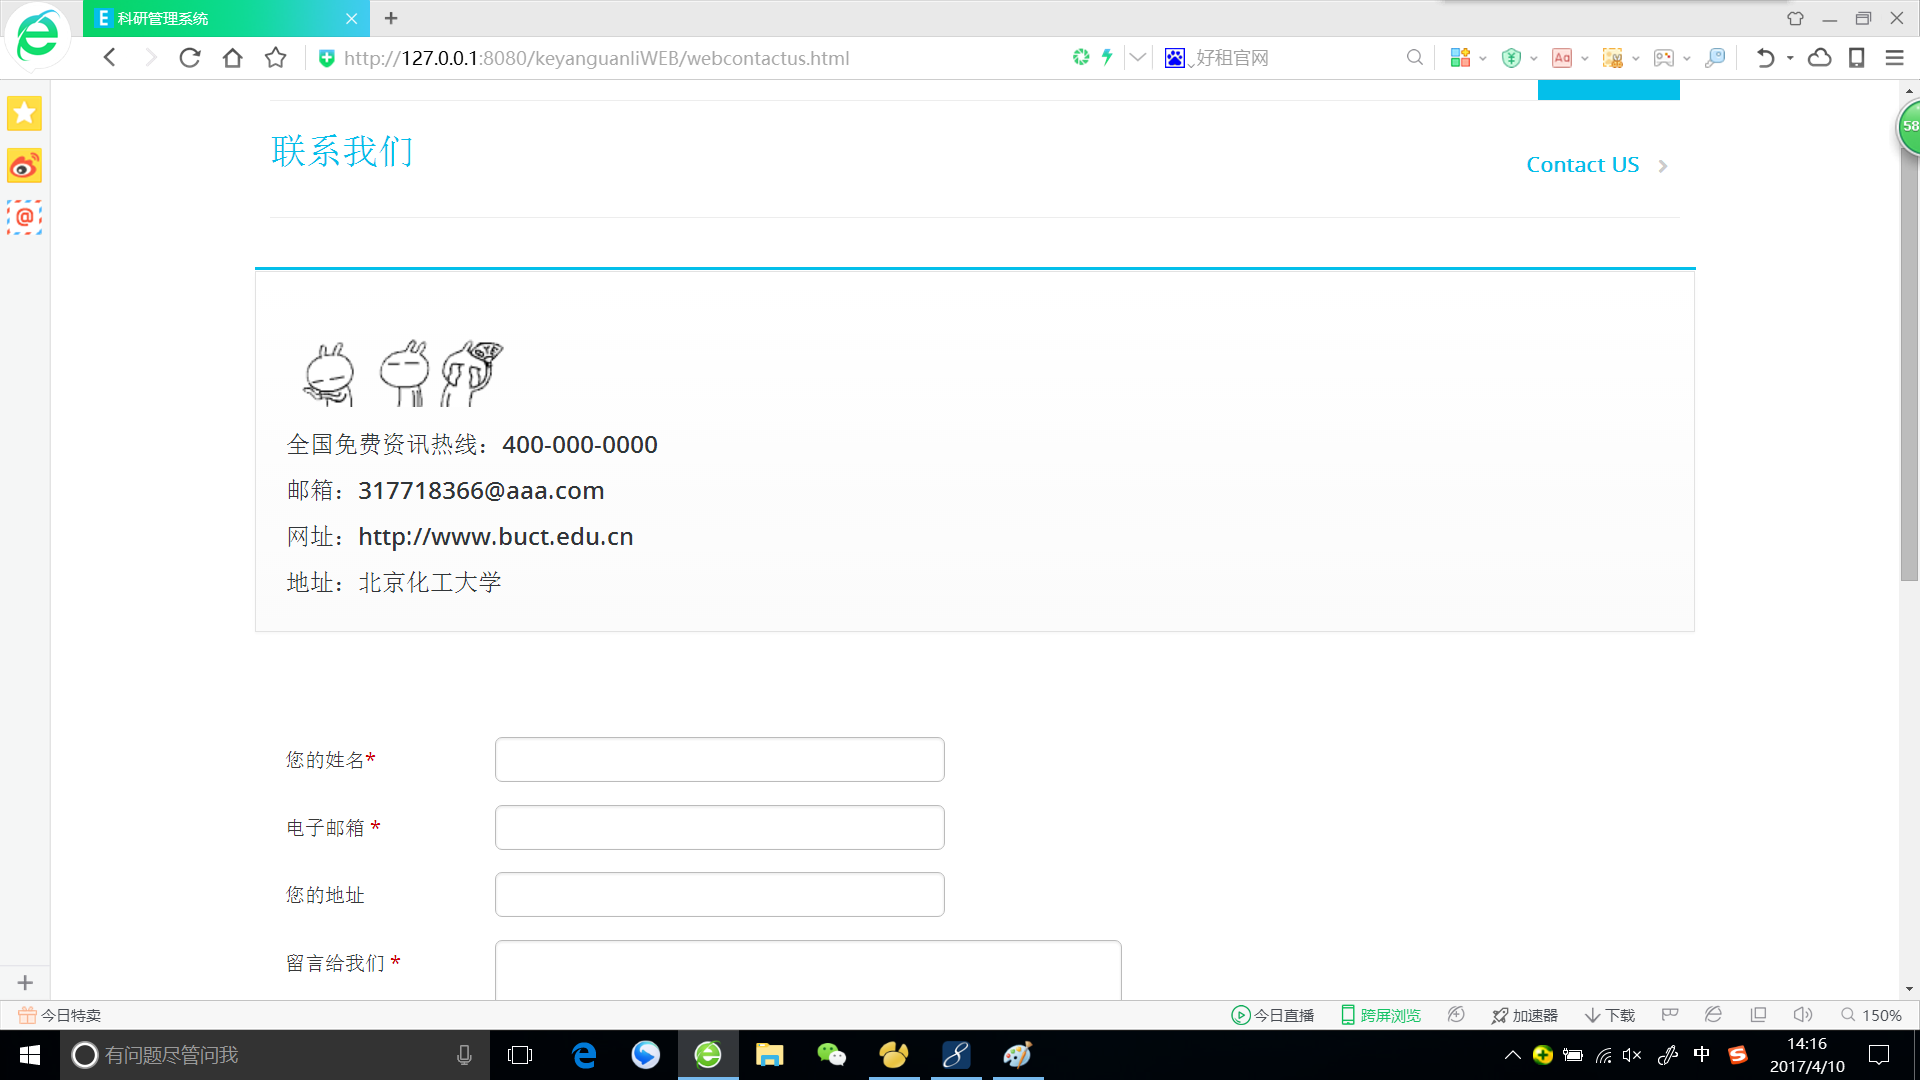 科研管理系统
http://127.0.0.1:8080/keyanguanliWEB/webcontactus.html
好租官网
58
联系我们
Contact US
全国免费资讯热线：400-000-0000
邮箱：317718366@aaa.com
网址：http://www.buct.edu.cn
地址：北京化工大学
您的姓名*
电子邮箱 *
您的地址
留言给我们 *
今日特卖
今日直播
跨屏浏览
加速器
下载
150%
有问题尽管问我
中
14:16
2017/4/10